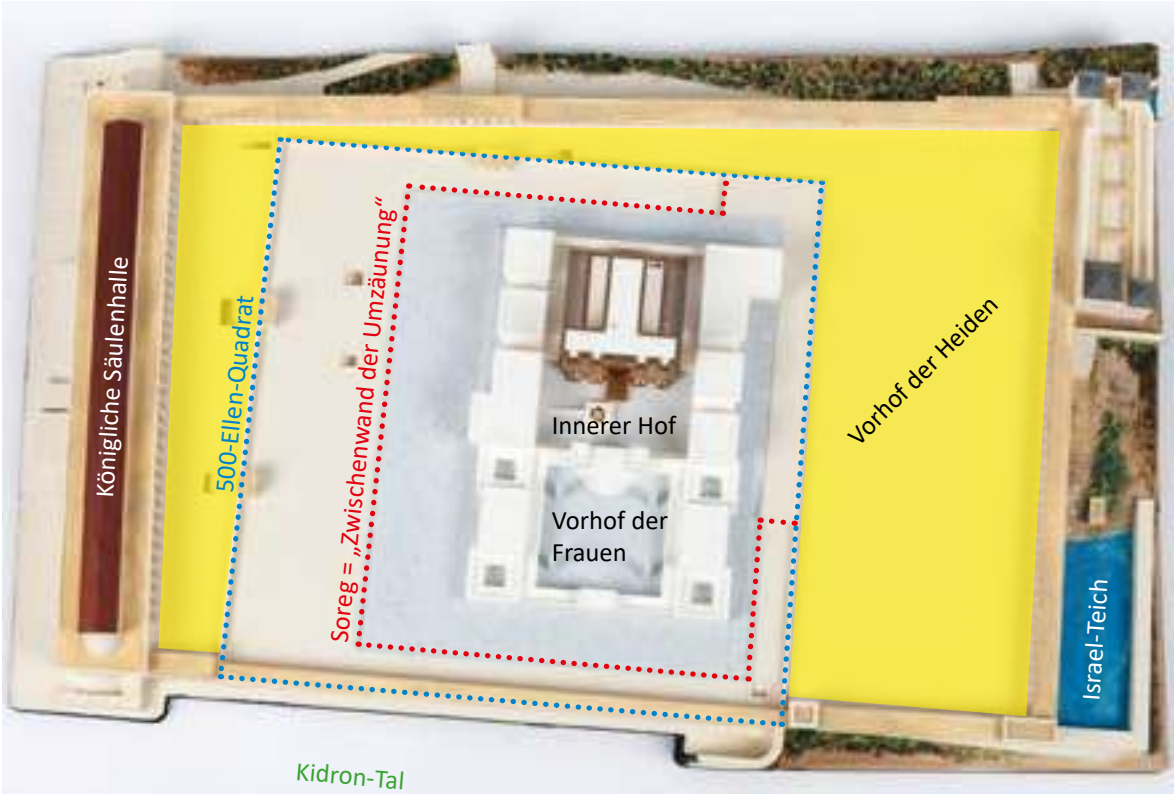 Königliche Säulenhalle
500-Ellen-Quadrat
Soreg = „Zwischenwand der Umzäunung“
Innerer Hof
Vorhof der
Frauen
Vorhof der Heiden
Israel-Teich
Kidron-Tal